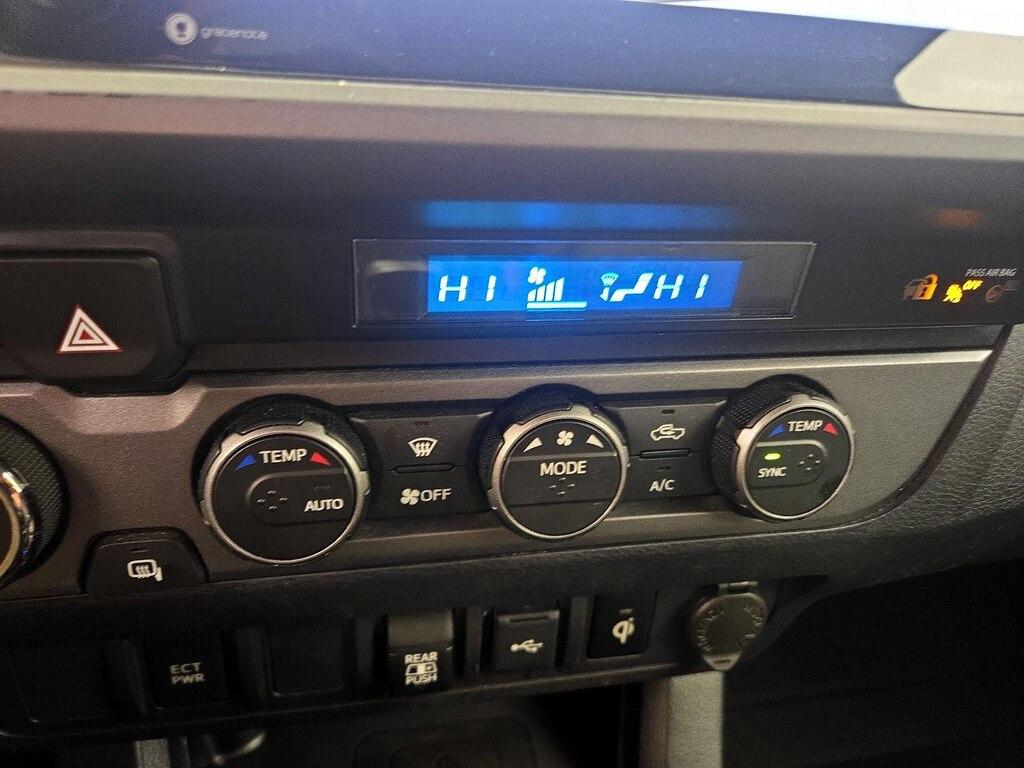 gracenote
HI HI
PASS AIR BAG
OFF
TEMP
AUTO
OFF
MODE
A/C
TEMP
SYNC
ECT
PWR
REAR
PUSH